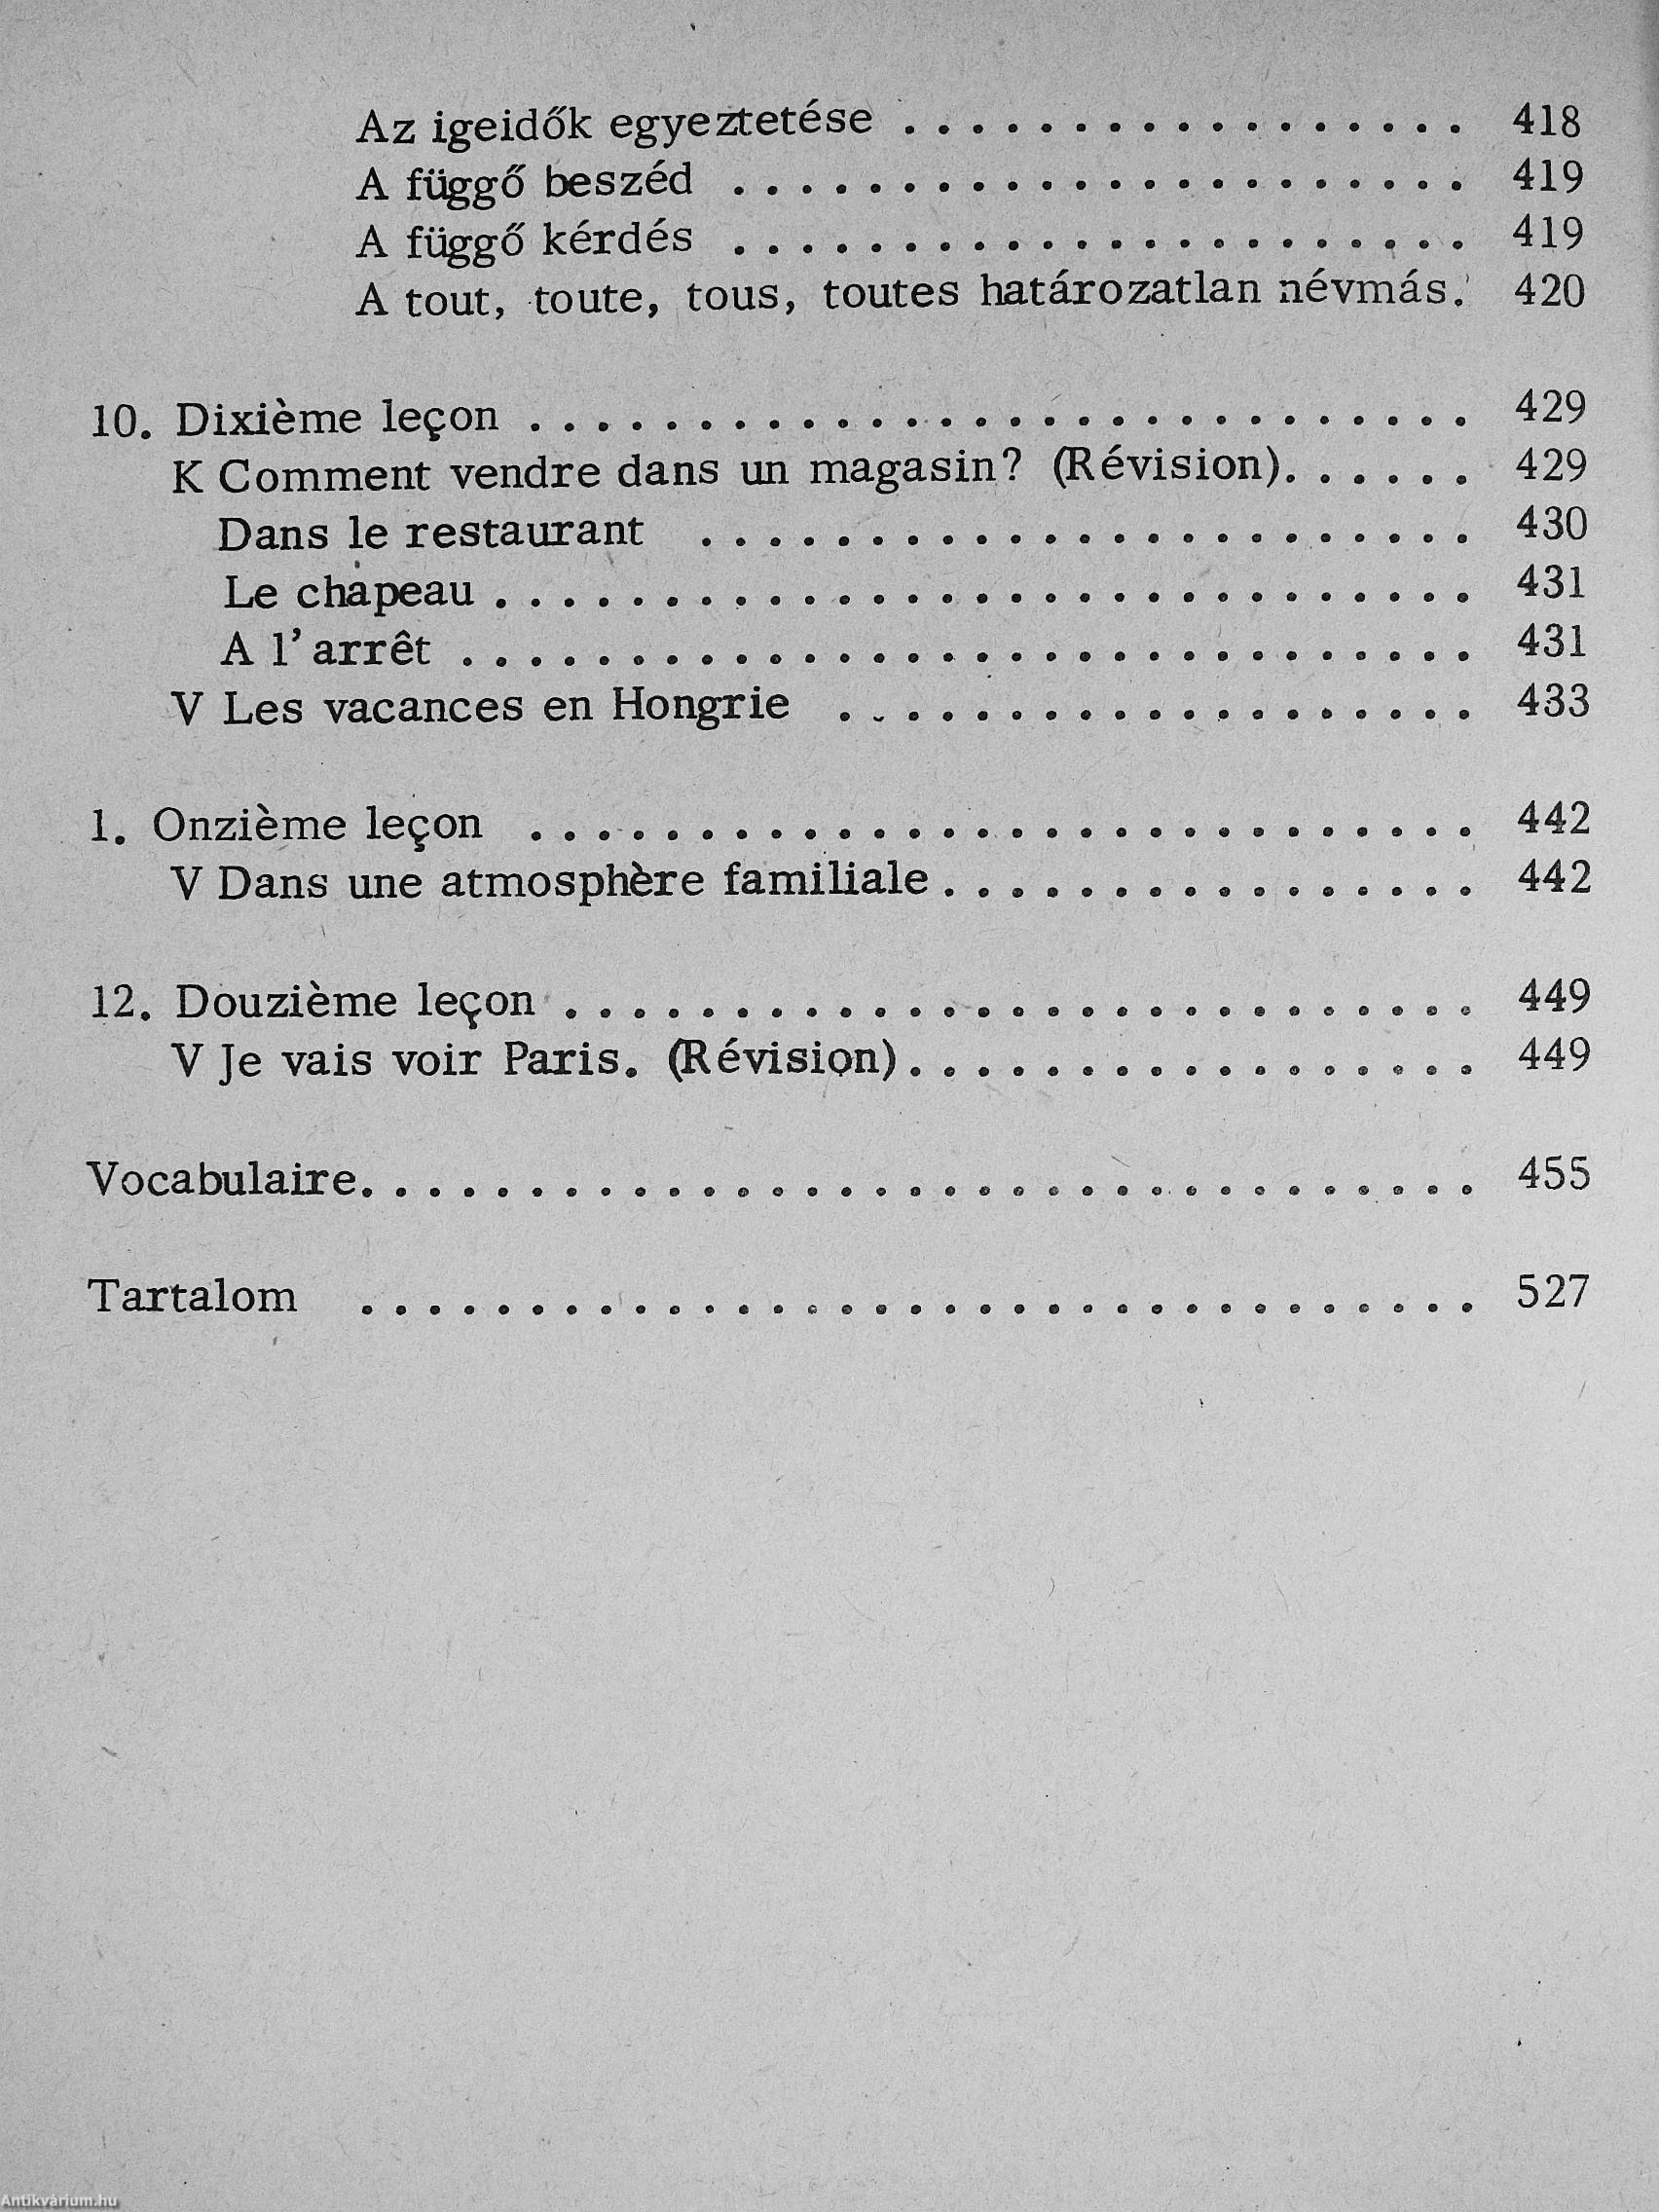 Az igeidők egyeztetése . . . . . . . . . . . . . . . . . 418
A függő beszéd . . . . . . . . . . . . . . . . . . . . . . 419
A függő kérdés . . . . . . . . . . . . . . . . . . . . . . 419
A tout, toute, tous, toutes határozatlan névmás. 420
10. Dixième leçon . . . . . . . . . . . . . . . . . . . . . . . . . . . . 429
K Comment vendre dans un magasin? (Révision). . . . . . 429
Dans le restaurant . . . . . . . . . . . . . . . . . . . . . . . 430
Le chapeau . . . . . . . . . . . . . . . . . . . . . . . . . . . . . 431
A l'arrêt . . . . . . . . . . . . . . . . . . . . . . . . . . . . . . 431
V Les vacances en Hongrie . . . . . . . . . . . . . . . . . . . 433
1. Onzième leçon . . . . . . . . . . . . . . . . . . . . . . . . . . . . 442
V Dans une atmosphère familiale . . . . . . . . . . . . . . . . 442
12. Douzième leçon . . . . . . . . . . . . . . . . . . . . . . . . . . . 449
V Je vais voir Paris. (Révision) . . . . . . . . . . . . . . . . . 449
Vocabulaire. . . . . . . . . . . . . . . . . . . . . . . . . . . . . . . . . 455
Tartalom . . . . . . . . . . . . . . . . . . . . . . . . . . . . . . . . . 527
Antikvárium.hu